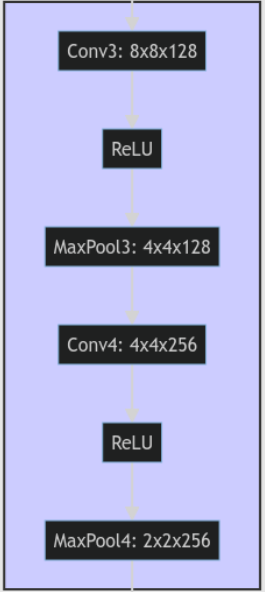 Conv3: 8x8x128
ReLU
MaxPool3: 4x4x128
Conv4: 4x4x256
ReLU
MaxPool4: 2x2x256